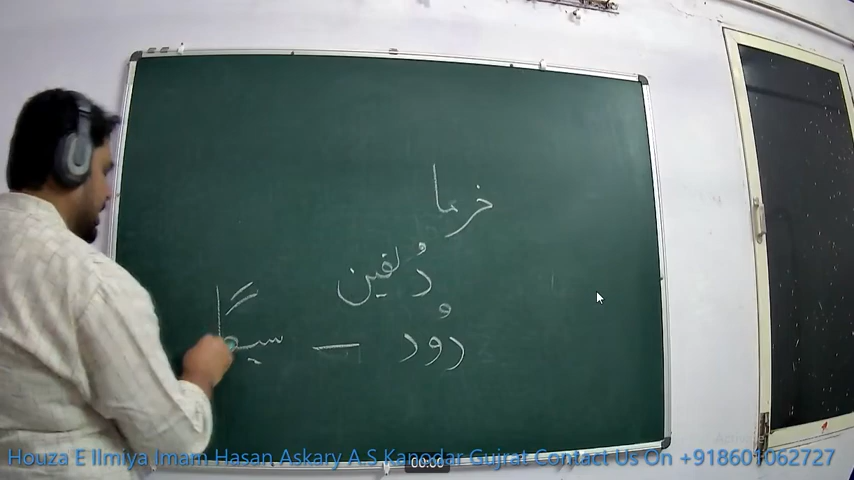 خرما
دُلفین
رُود —
Houza E Ilmiya Imam Hasan Askary A S Kanodar Gujrat Contact Us On +918601062727
00:00